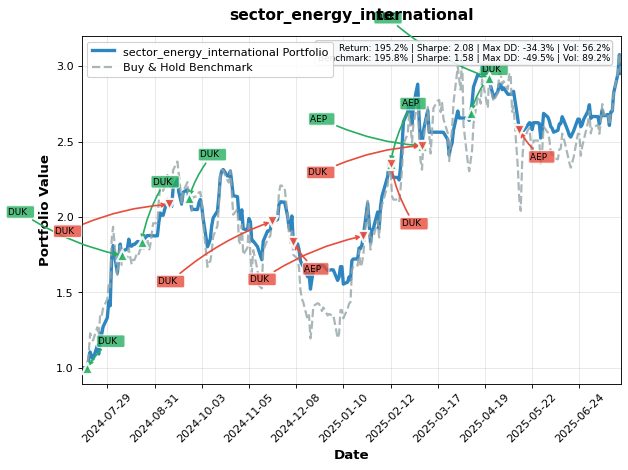 sector_energy_international
DUK
sector_energy_international Portfolio
Buy & Hold Benchmark
Return: 195.2% | Sharpe: 2.08 | Max DD: -34.3% | Vol: 56.2%
Benchmark: 195.8% | Sharpe: 1.58 | Max DD: -49.5% | Vol: 89.2%
DUK
AEP
AEP
DUK
DUK
AEP
DUK
DUK
DUK
DUK
DUK
AEP
DUK
DUK
DUK
3.0
2.5
2.0
1.5
1.0
Portfolio Value
2024-07-29
2024-08-31
2024-10-03
2024-11-05
2024-12-08
2025-01-10
2025-02-12
2025-03-17
2025-04-19
2025-05-22
2025-06-24
Date